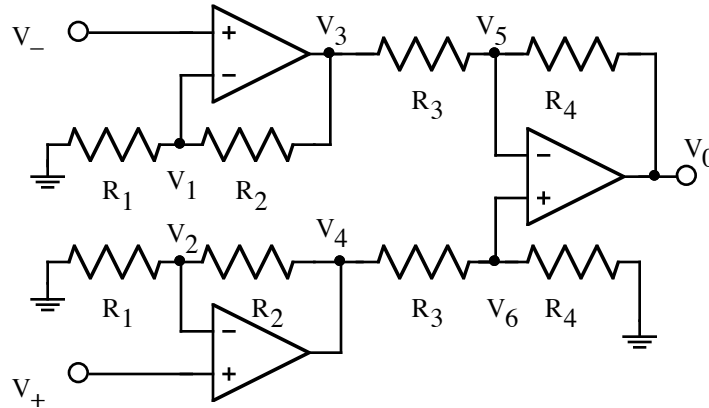 V_ + V3 V5
− R3 R4
R1 V1 R2 − V0
+
V2 V4
R1 R2 R3 V6 R4
−
V+ +